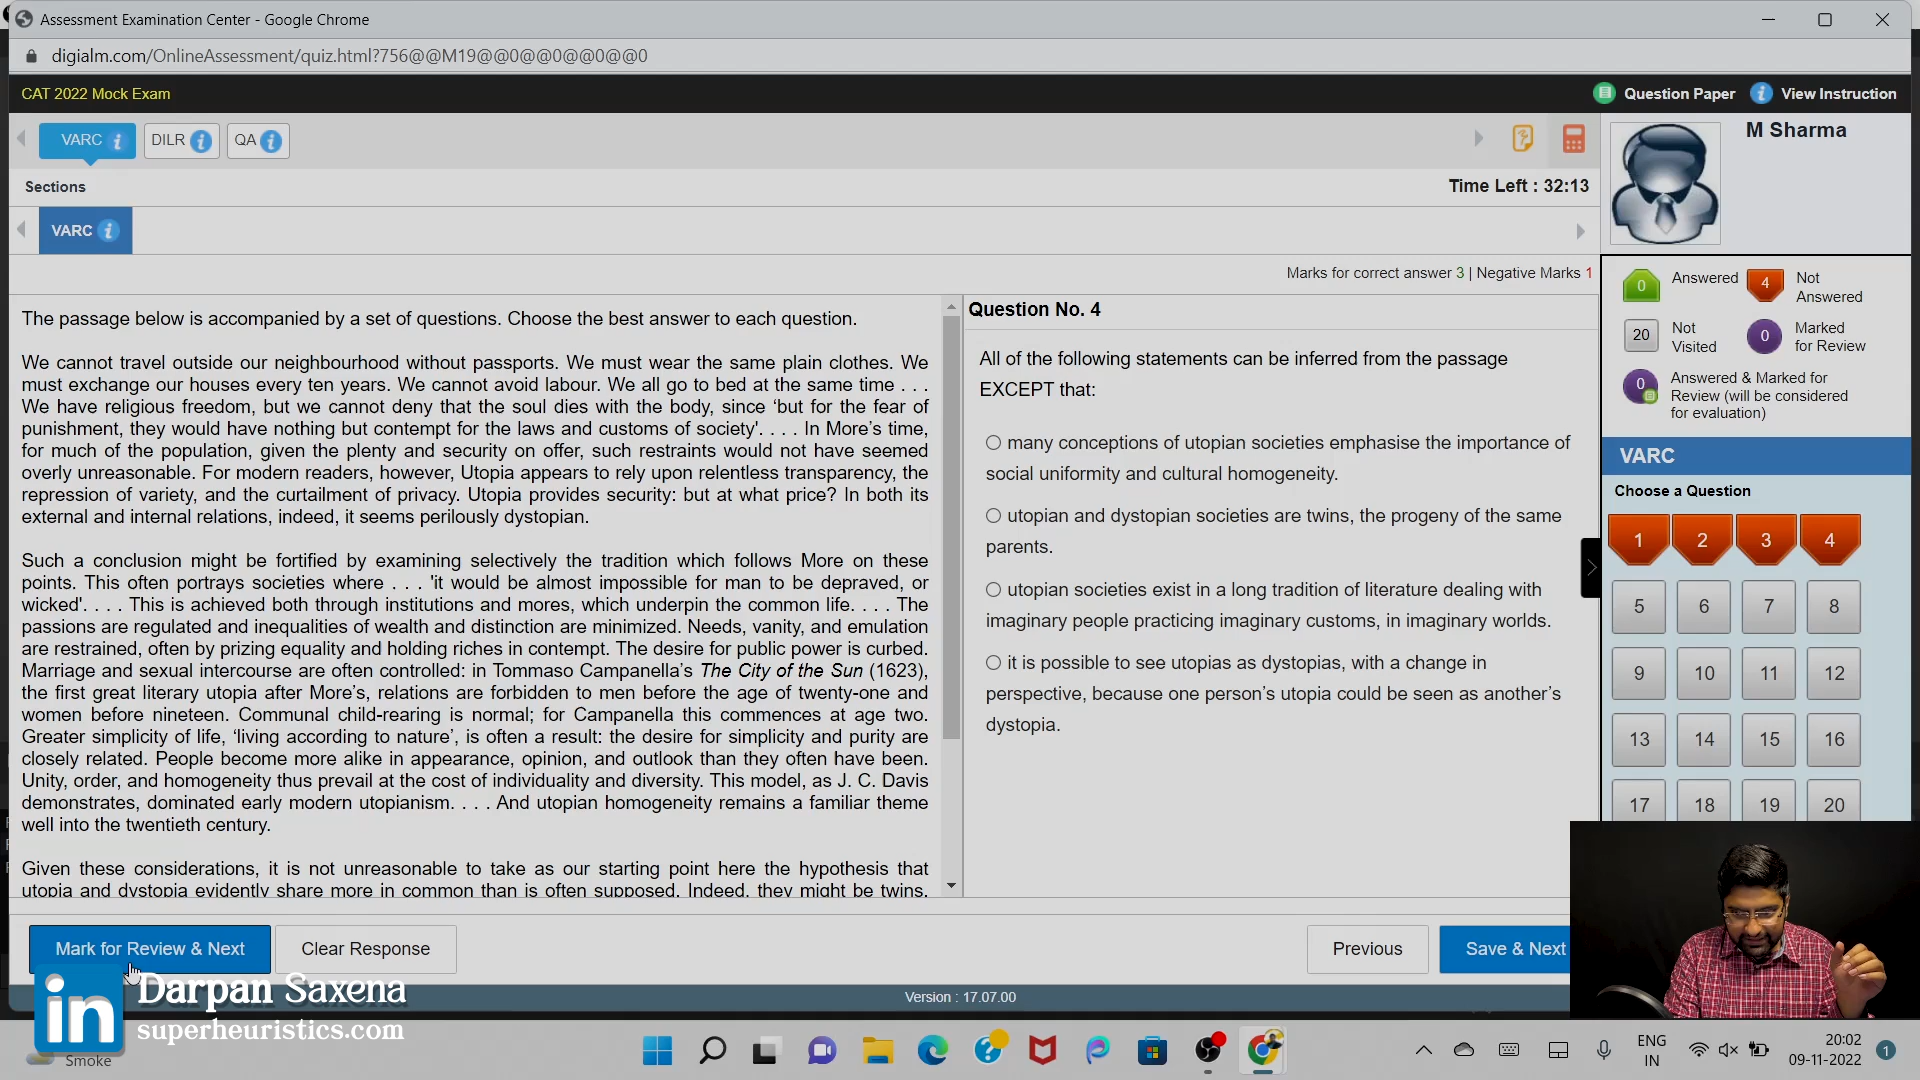 Assessment Examination Center - Google Chrome
digialm.com/OnlineAssessment/quiz.html?756@@M19@@0@@0@@0@@0
CAT 2022 Mock Exam
Question Paper
View Instruction
VARC
DILR
QA
M Sharma
Sections
Time Left : 32:13
VARC
Marks for correct answer 3 | Negative Marks 1
The passage below is accompanied by a set of questions. Choose the best answer to each question.
We cannot travel outside our neighbourhood without passports. We must wear the same plain clothes. We
must exchange our houses every ten years. We cannot avoid labour. We all go to bed at the same time . . .
We have religious freedom, but we cannot deny that the soul dies with the body, since ‘but for the fear of
punishment, they would have nothing but contempt for the laws and customs of society'. . . . In More’s time,
for much of the population, given the plenty and security on offer, such restraints would not have seemed
overly unreasonable. For modern readers, however, Utopia appears to rely upon relentless transparency, the
repression of variety, and the curtailment of privacy. Utopia provides security: but at what price? In both its
external and internal relations, indeed, it seems perilously dystopian.
Such a conclusion might be fortified by examining selectively the tradition which follows More on these
points. This often portrays societies where . . . 'it would be almost impossible for man to be depraved, or
wicked'. . . . This is achieved both through institutions and mores, which underpin the common life. . . . The
passions are regulated and inequalities of wealth and distinction are minimized. Needs, vanity, and emulation
are restrained, often by prizing equality and holding riches in contempt. The desire for public power is curbed.
Marriage and sexual intercourse are often controlled: in Tommaso Campanella’s The City of the Sun (1623),
the first great literary utopia after More’s, relations are forbidden to men before the age of twenty-one and
women before nineteen. Communal child-rearing is normal; for Campanella this commences at age two.
Greater simplicity of life, ‘living according to nature’, is often a result: the desire for simplicity and purity are
closely related. People become more alike in appearance, opinion, and outlook than they often have been.
Unity, order, and homogeneity thus prevail at the cost of individuality and diversity. This model, as J. C. Davis
demonstrates, dominated early modern utopianism. . . . And utopian homogeneity remains a familiar theme
well into the twentieth century.
Given these considerations, it is not unreasonable to take as our starting point here the hypothesis that
utopia and dystopia evidently share more in common than is often supposed. Indeed, they might be twins,
Question No. 4
All of the following statements can be inferred from the passage
EXCEPT that:
many conceptions of utopian societies emphasise the importance of
social uniformity and cultural homogeneity.
utopian and dystopian societies are twins, the progeny of the same
parents.
utopian societies exist in a long tradition of literature dealing with
imaginary people practicing imaginary customs, in imaginary worlds.
it is possible to see utopias as dystopias, with a change in
perspective, because one person’s utopia could be seen as another’s
dystopia.
0 Answered
4 Not
Answered
20 Not
Visited
0 Marked
for Review
0 Answered & Marked for
Review (will be considered
for evaluation)
VARC
Choose a Question
1 2 3 4
5 6 7 8
9 10 11 12
13 14 15 16
17 18 19 20
Mark for Review & Next
Clear Response
Previous
Save & Next
Version : 17.07.00
in
Darpan Saxena
superheuristics.com
Smoke
ENG
IN
20:02
09-11-2022
1